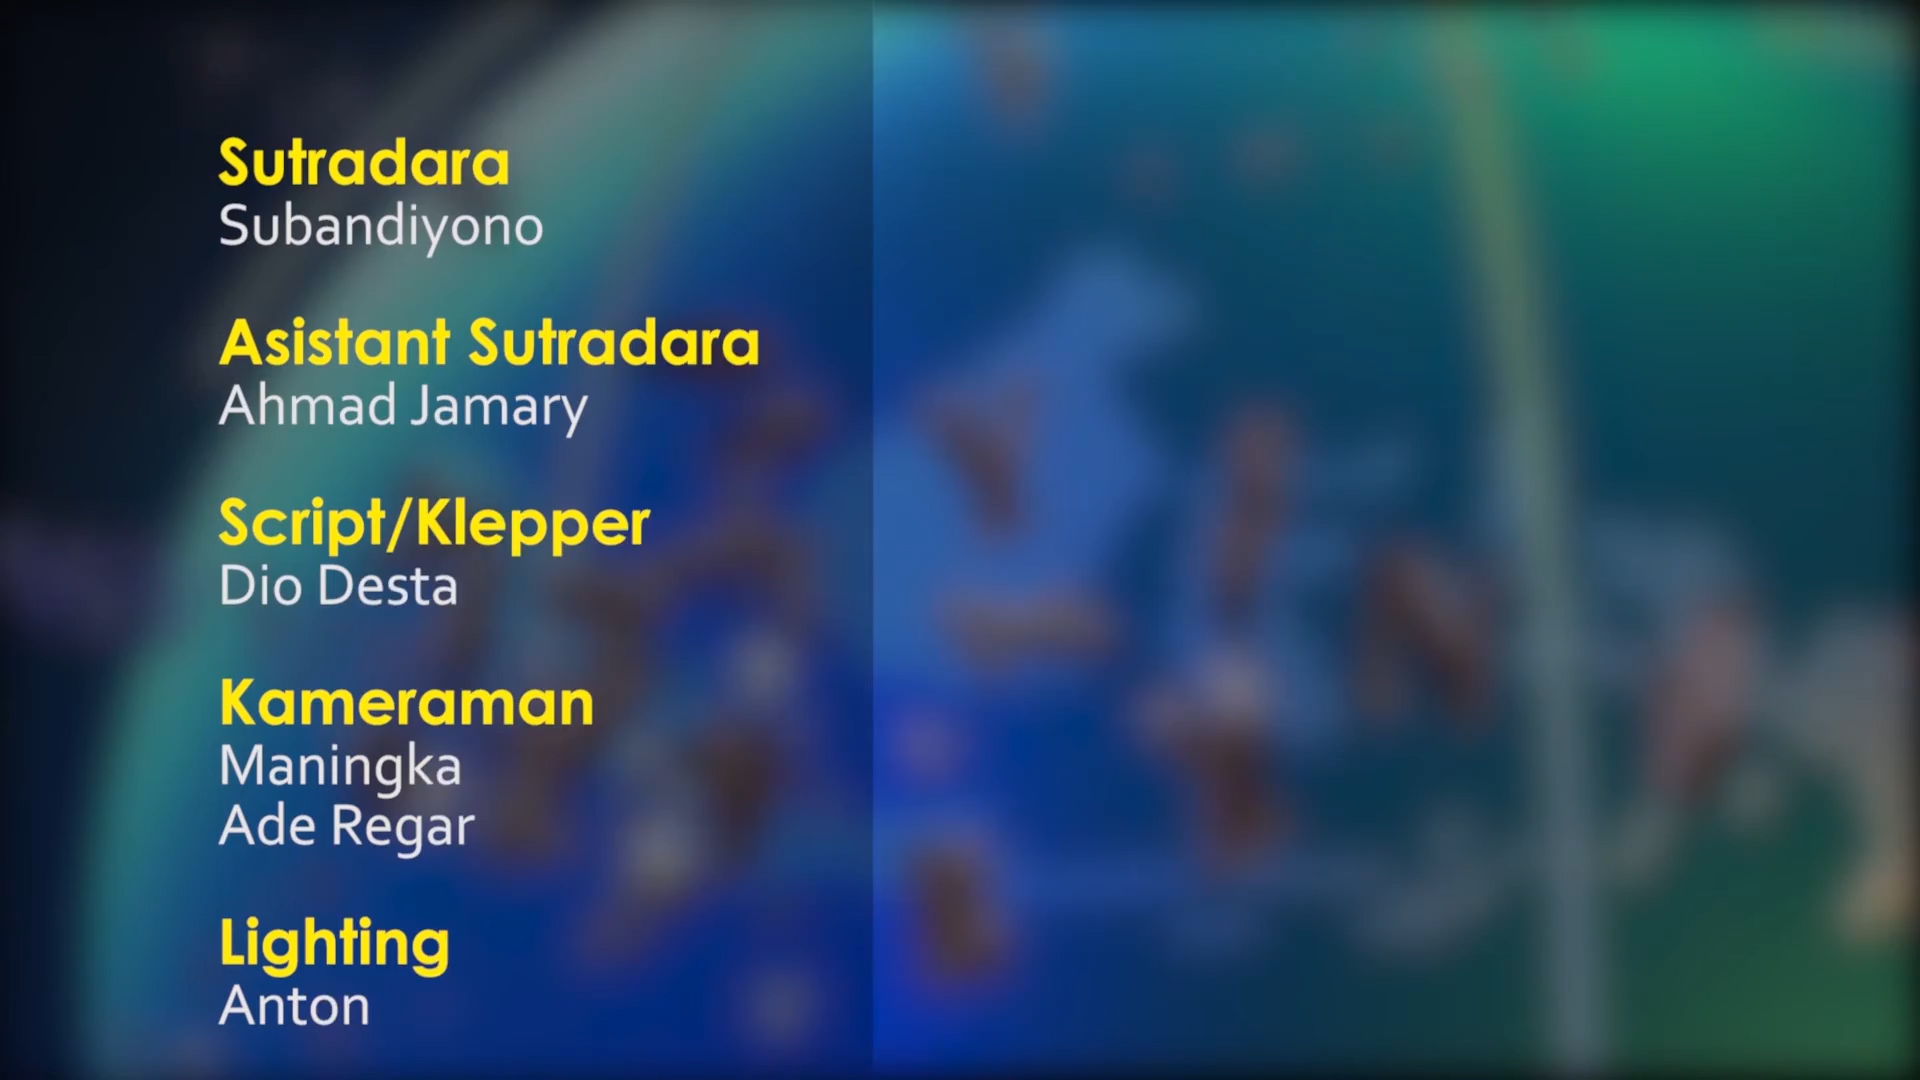 Sutradara
Subandiyono
Asistant Sutradara
Ahmad Jamary
Script/Klepper
Dio Desta
Kameraman
Maningka
Ade Regar
Lighting
Anton